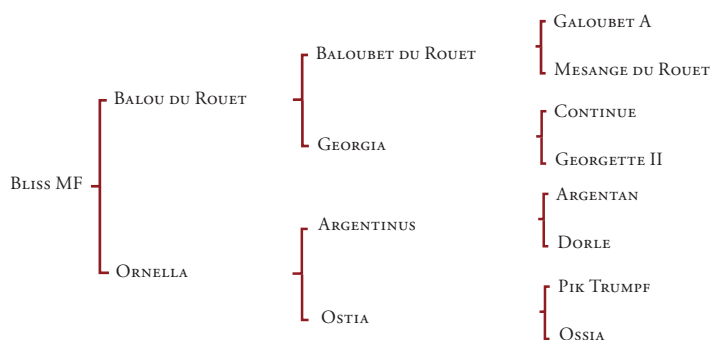 Galoubet A
Baloubet du Rouet
Mesange du Rouet
Balou du Rouet
Continue
Georgia
Georgette II
Bliss MF
Argentan
Argentinus
Dorle
Ornella
Pik Trumpf
Ostia
Ossia